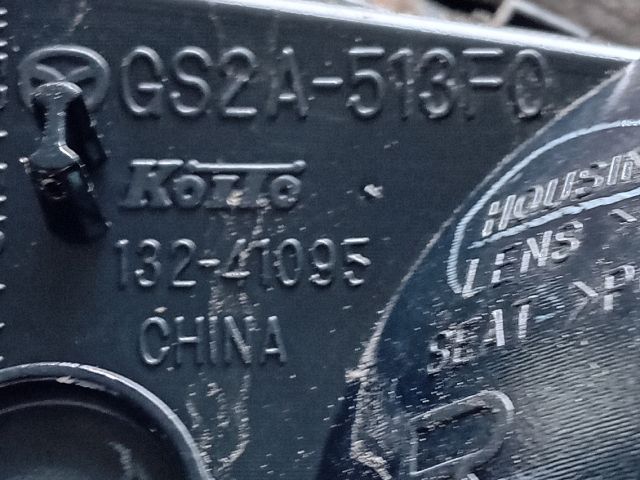 GS2A-513F0
KOITO
132-41095
CHINA
HOUSIN
LENS >
SEAT >P
R